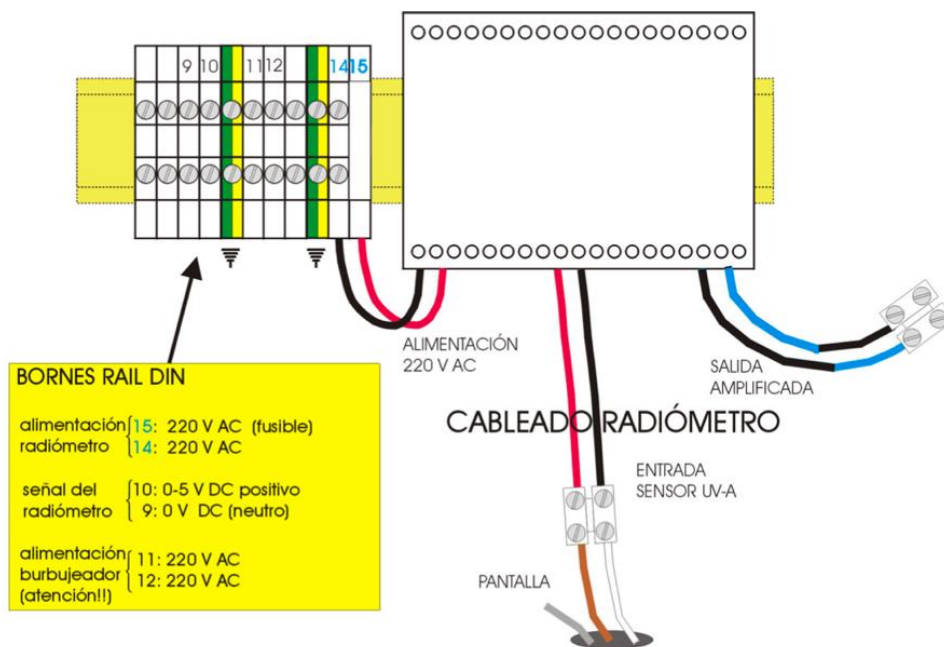 9 10 11 12 14 15
ALIMENTACIÓN
220 V AC
SALIDA
AMPLIFICADA
CABLEADO RADIÓMETRO
ENTRADA
SENSOR UV-A
PANTALLA
BORNES RAIL DIN
alimentación
radiómetro
15: 220 V AC (fusible)
14: 220 V AC
señal del
radiómetro
10: 0-5 V DC positivo
9: 0 V DC (neutro)
alimentación
burbujeador
(atención!!)
11: 220 V AC
12: 220 V AC